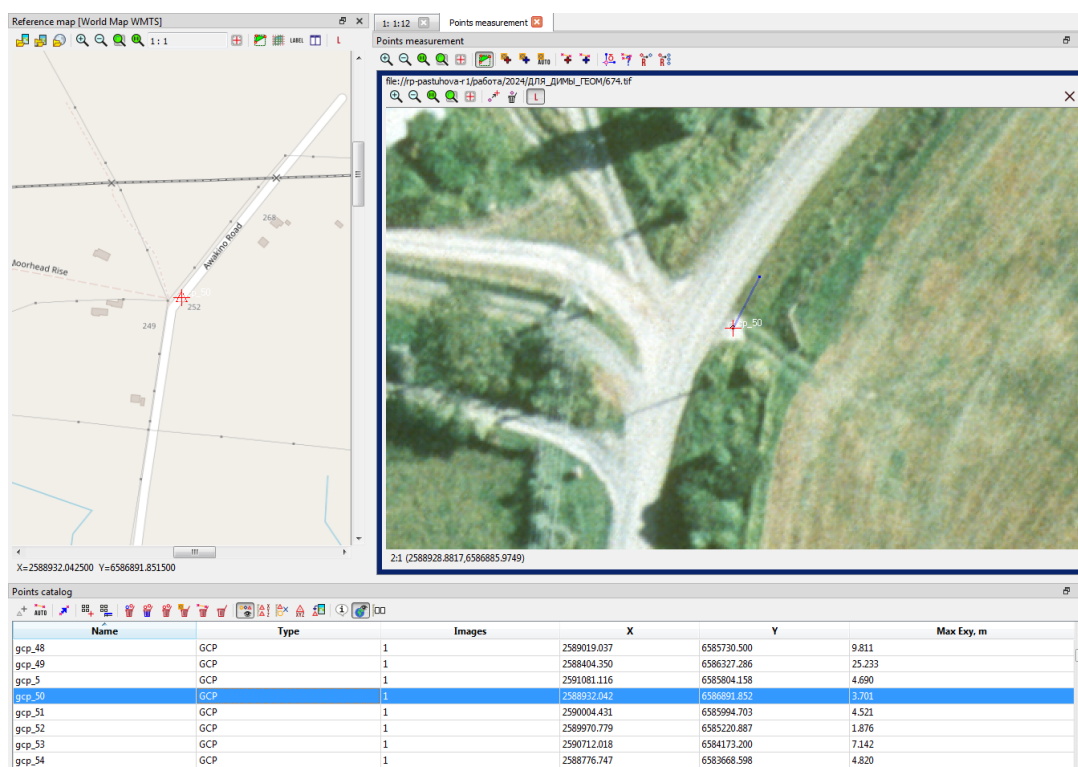 Reference map [World Map WMTS]
1 : 1
LABEL
L
268
Awakino Road
Moorhead Rise
252
249
X=2588932.042500 Y=6586891.851500
1: 1:12
Points measurement
Points measurement
AUTO
R
R
file://rp-pastuhova-r1/работа/2024/ДЛЯ_ДИМЫ_ГЕОМ/674.tif
L
2:1 (2588928.8817,6586885.9749)
Points catalog
AUTO
XYZ
Name Type Images X Y Max Exy, m
gcp_48 GCP 1 2589019.037 6585730.500 9.811
gcp_49 GCP 1 2588404.350 6586327.286 25.233
gcp_5 GCP 1 2591081.116 6585804.158 4.690
gcp_50 GCP 1 2588932.042 6586891.852 3.701
gcp_51 GCP 1 2590004.431 6585994.703 4.521
gcp_52 GCP 1 2589970.779 6585220.887 1.876
gcp_53 GCP 1 2590712.018 6584173.200 7.142
gcp_54 GCP 1 2588776.747 6583668.598 4.820